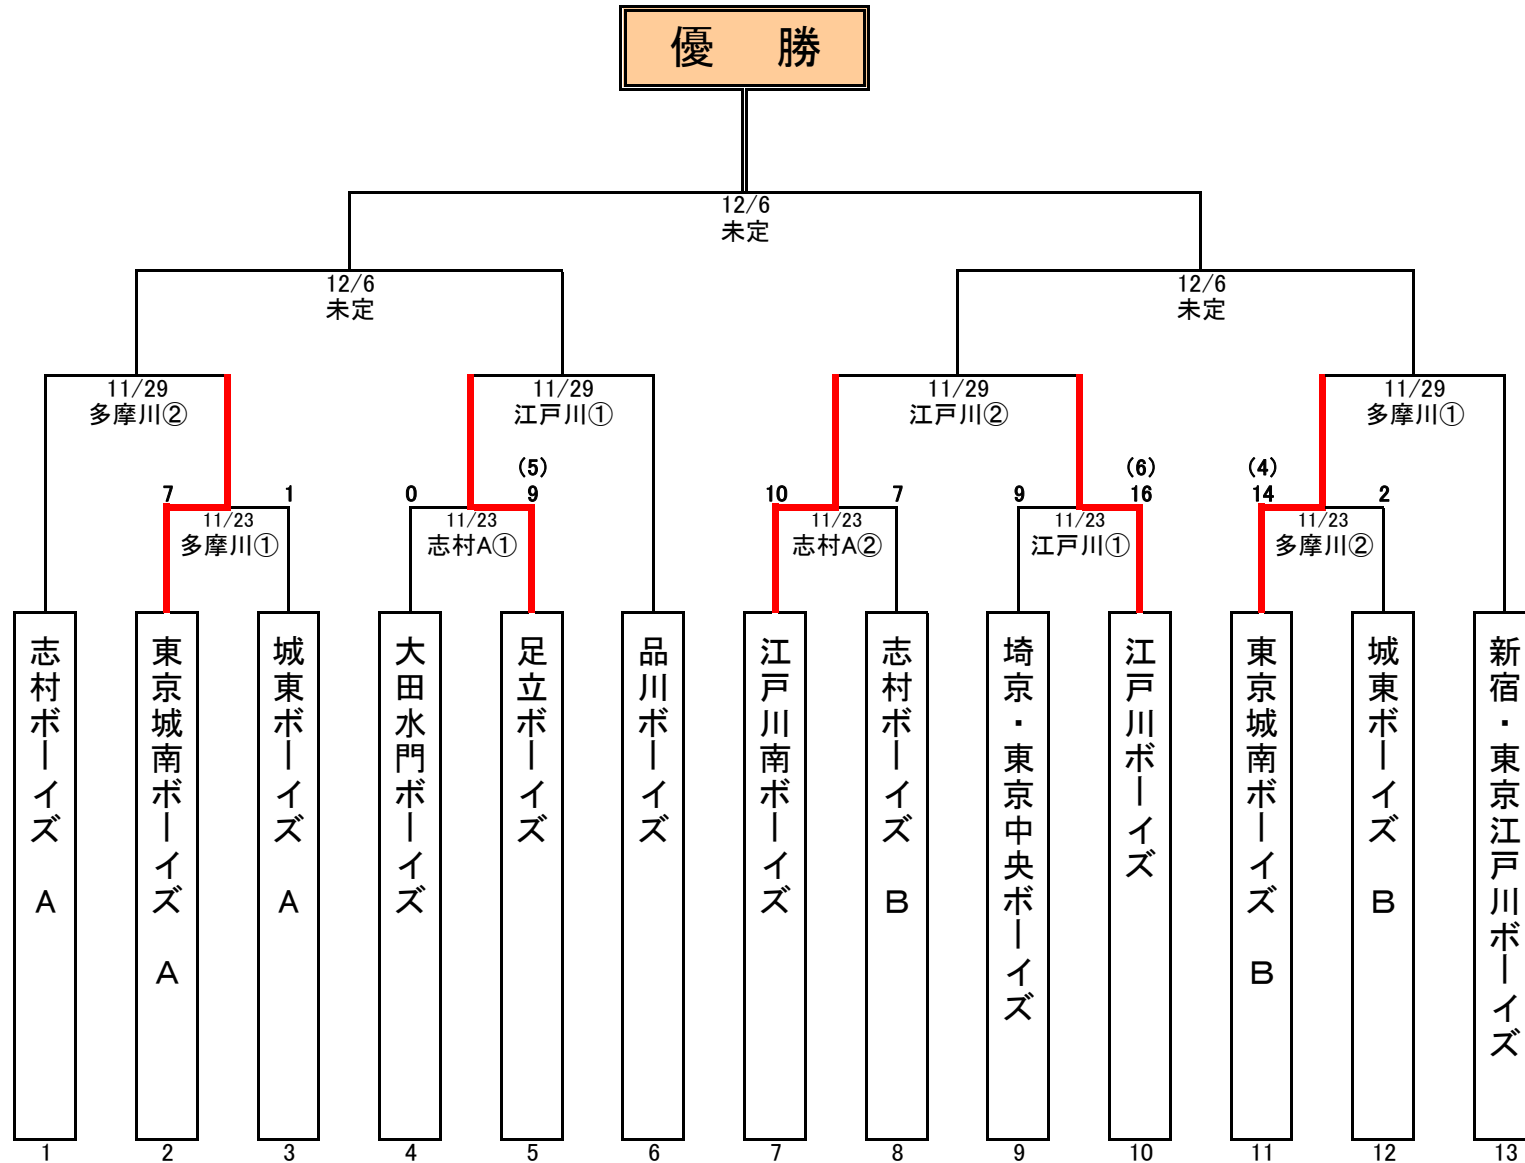 優　勝
12/6
未定
12/6
未定
12/6
未定
11/29
多摩川②
11/29
江戸川①
11/29
江戸川②
11/29
多摩川①
(5)
(6)
(4)
7
1
0
9
10
7
9
16
14
2
11/23
多摩川①
11/23
志村A①
11/23
志村A②
11/23
江戸川①
11/23
多摩川②
志村ボーイズ　A
東京城南ボーイズ　A
城東ボーイズ　A
大田水門ボーイズ
足立ボーイズ
品川ボーイズ
江戸川南ボーイズ
志村ボーイズ　B
埼京・東京中央ボーイズ
江戸川ボーイズ
東京城南ボーイズ　B
城東ボーイズ　B
新宿・東京江戸川ボーイズ
1
2
3
4
5
6
7
8
9
10
11
12
13